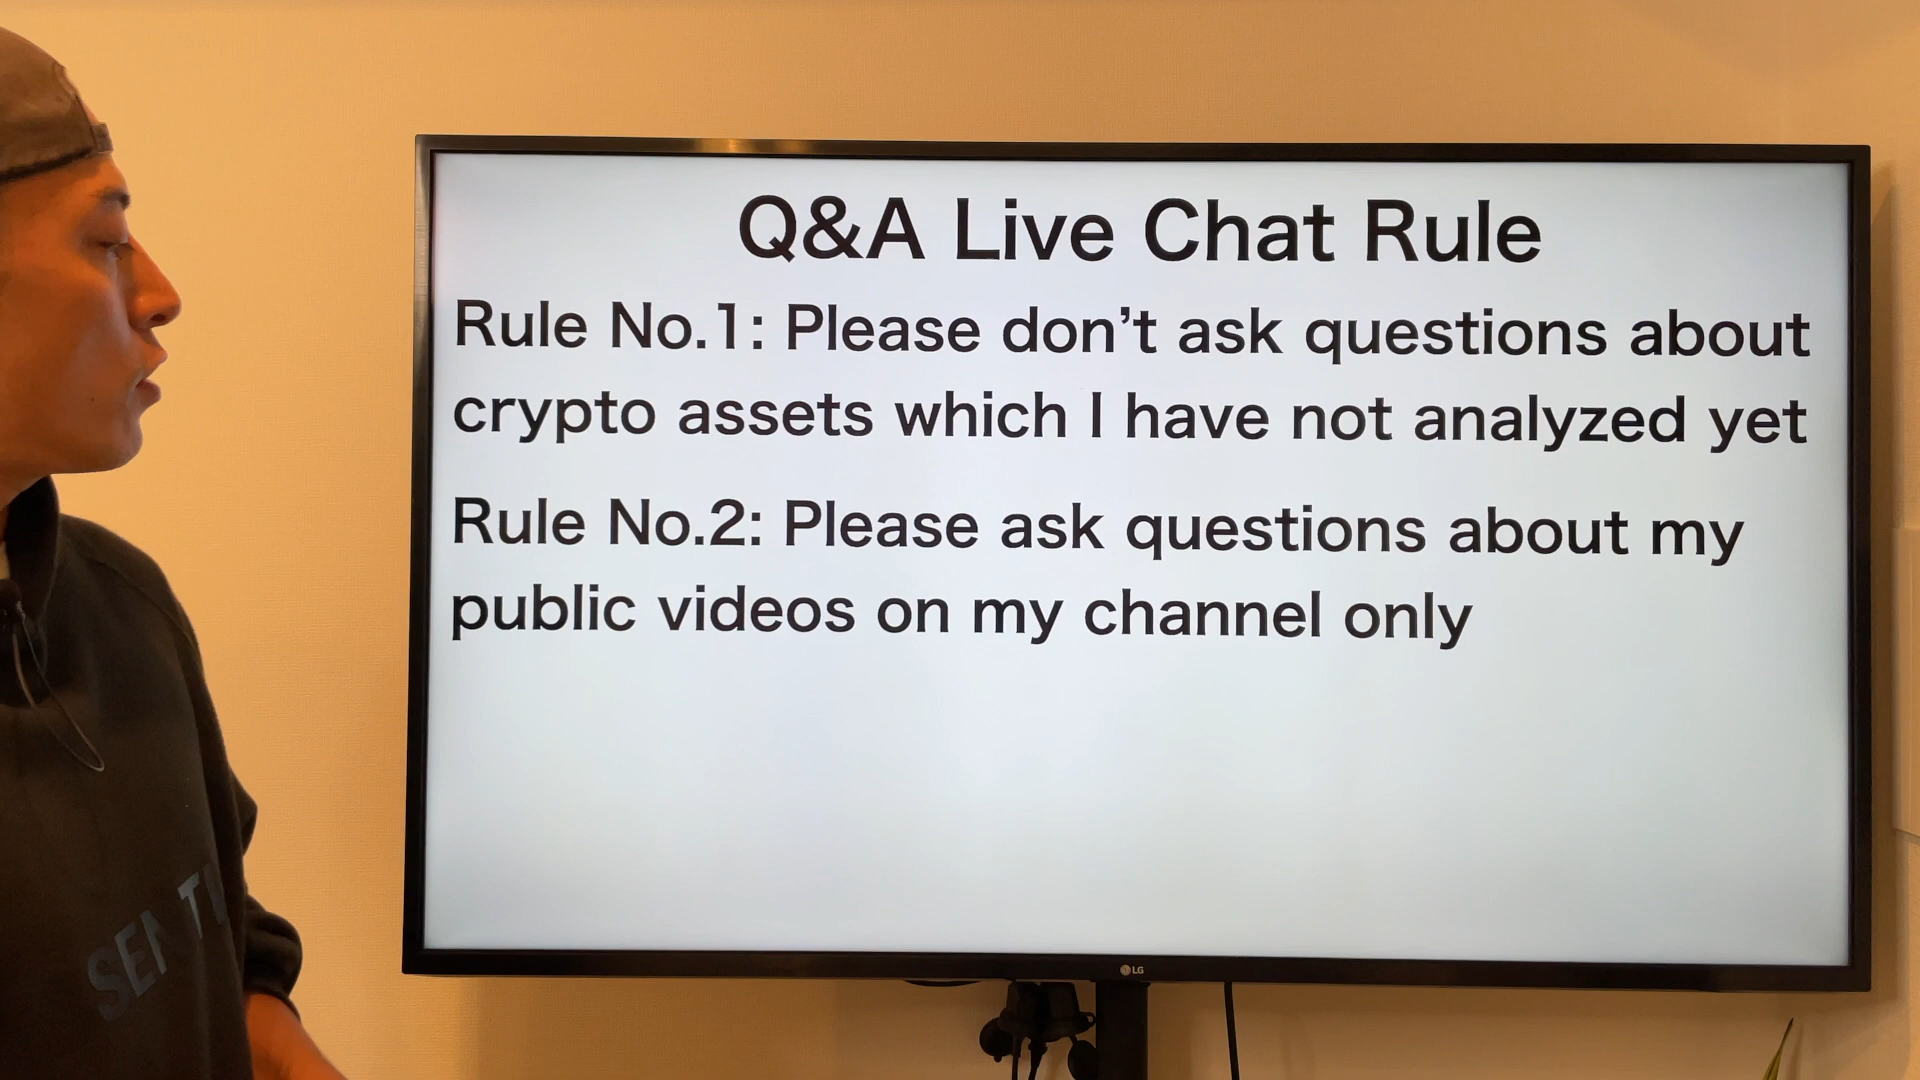 Q&A Live Chat Rule
Rule No.1: Please don’t ask questions about
crypto assets which I have not analyzed yet
Rule No.2: Please ask questions about my
public videos on my channel only
LG